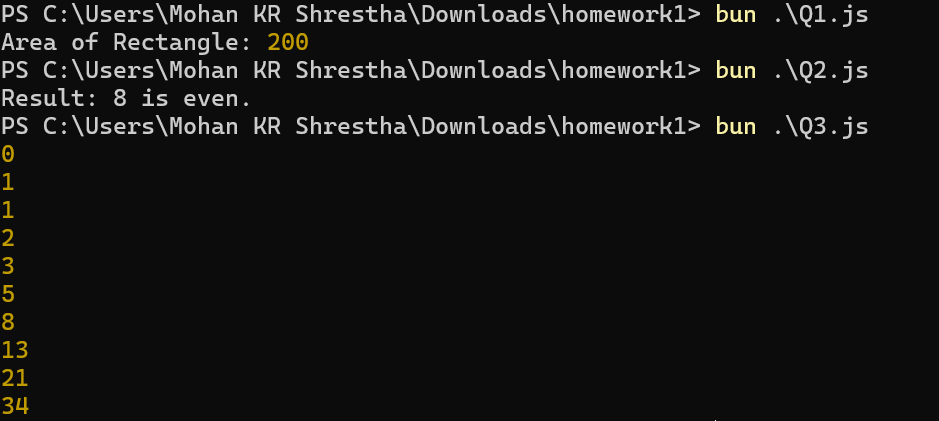 PS C:\Users\Mohan KR Shrestha\Downloads\homework1> bun .\Q1.js
Area of Rectangle: 200
PS C:\Users\Mohan KR Shrestha\Downloads\homework1> bun .\Q2.js
Result: 8 is even.
PS C:\Users\Mohan KR Shrestha\Downloads\homework1> bun .\Q3.js
0
1
1
2
3
5
8
13
21
34